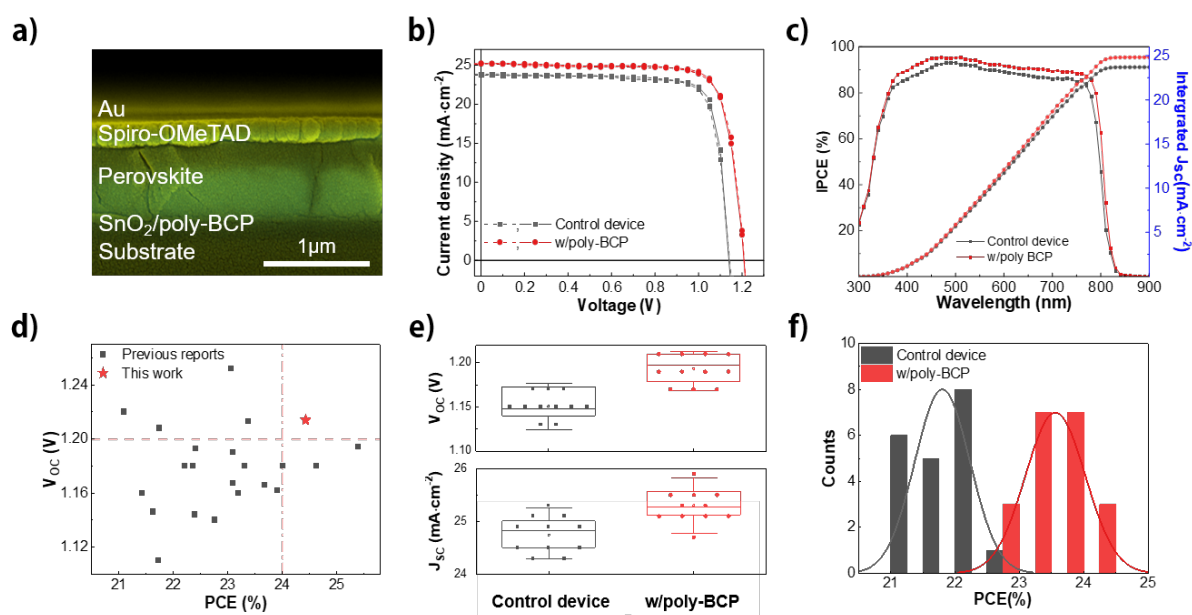 a)
Au
Spiro-OMeTAD
Perovskite
SnO₂/poly-BCP
Substrate
1μm
b)
Current density (mA·cm⁻²)
25
20
15
10
5
0
Control device
w/poly-BCP
0 0.2 0.4 0.6 0.8 1.0 1.2
Voltage (V)
c)
IPCE (%)
100
80
60
40
20
Control device
w/poly BCP
25
20
15
10
5
Intergrated Jsc(mA·cm⁻²)
300 400 500 600 700 800 900
Wavelength (nm)
d)
Previous reports
This work
V_OC (V)
1.24
1.20
1.16
1.12
21 22 23 24 25
PCE (%)
e)
V_OC (V)
1.20
1.15
1.10
J_SC (mA·cm⁻²)
26
25
24
Control device w/poly-BCP
f)
Control device
w/poly-BCP
Counts
10
8
6
4
2
0
21 22 23 24 25
PCE(%)